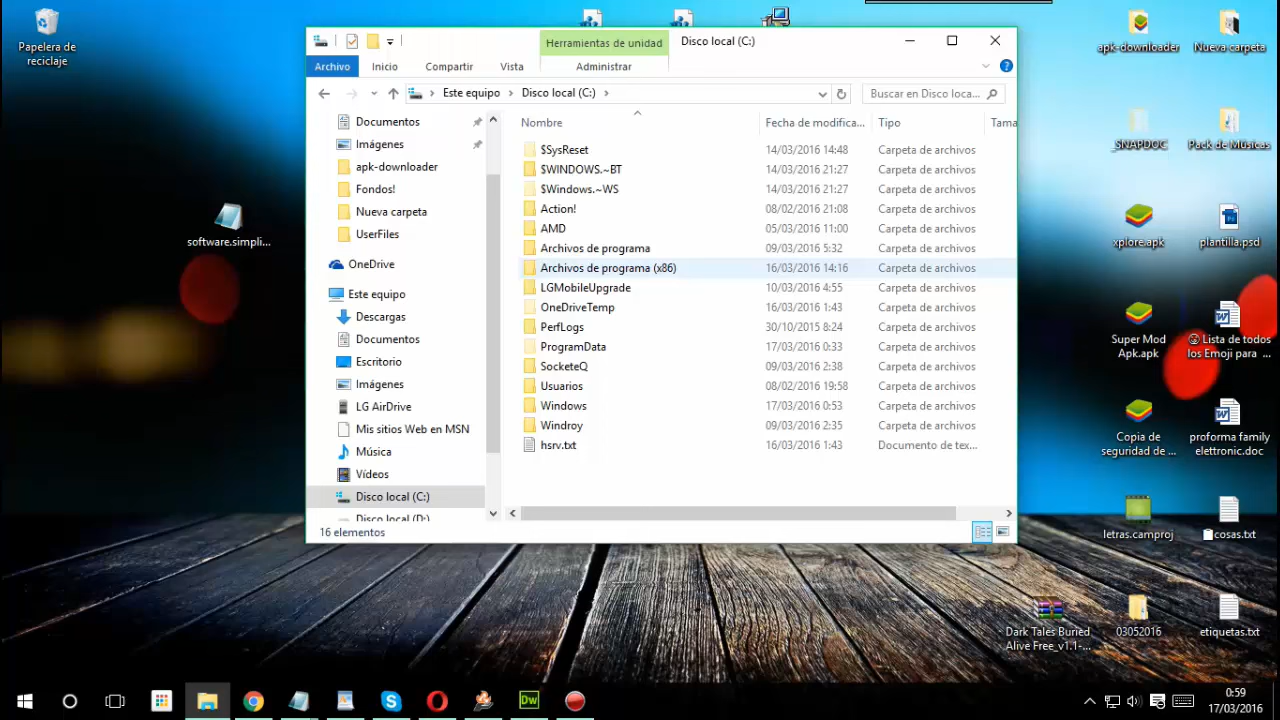 Papelera de
reciclaje
software.simpli...
Herramientas de unidad
Disco local (C:)
Archivo
Inicio
Compartir
Vista
Administrar
Este equipo
Disco local (C:)
Buscar en Disco loca...
Documentos
Imágenes
apk-downloader
Fondos!
Nueva carpeta
UserFiles
OneDrive
Este equipo
Descargas
Documentos
Escritorio
Imágenes
LG AirDrive
Mis sitios Web en MSN
Música
Vídeos
Disco local (C:)
Disco local (D:)
Nombre Fecha de modifica... Tipo Tama
$SysReset 14/03/2016 14:48 Carpeta de archivos
$WINDOWS.~BT 14/03/2016 21:27 Carpeta de archivos
$Windows.~WS 14/03/2016 21:27 Carpeta de archivos
Action! 08/02/2016 21:08 Carpeta de archivos
AMD 05/03/2016 11:00 Carpeta de archivos
Archivos de programa 09/03/2016 5:32 Carpeta de archivos
Archivos de programa (x86) 16/03/2016 14:16 Carpeta de archivos
LGMobileUpgrade 10/03/2016 4:55 Carpeta de archivos
OneDriveTemp 16/03/2016 1:43 Carpeta de archivos
PerfLogs 30/10/2015 8:24 Carpeta de archivos
ProgramData 17/03/2016 0:53 Carpeta de archivos
SocketeQ 09/03/2016 2:38 Carpeta de archivos
Usuarios 08/02/2016 19:58 Carpeta de archivos
Windows 17/03/2016 0:53 Carpeta de archivos
Windroy 09/03/2016 2:35 Carpeta de archivos
hsrv.txt 16/03/2016 1:43 Documento de tex...
16 elementos
apk-downloader
Nueva carpeta
_SNAPDOC
Pack de Músicas
xplore.apk
plantilla.psd
Super Mod
Apk.apk
😲 Lista de todos
los Emoji para ...
Copia de
seguridad de ...
proforma family
elettronic.doc
letras.camproj
📋cosas.txt
Dark Tales Buried
Alive Free_v1.1-...
03052016
etiquetas.txt
Dw
0:59
17/03/2016